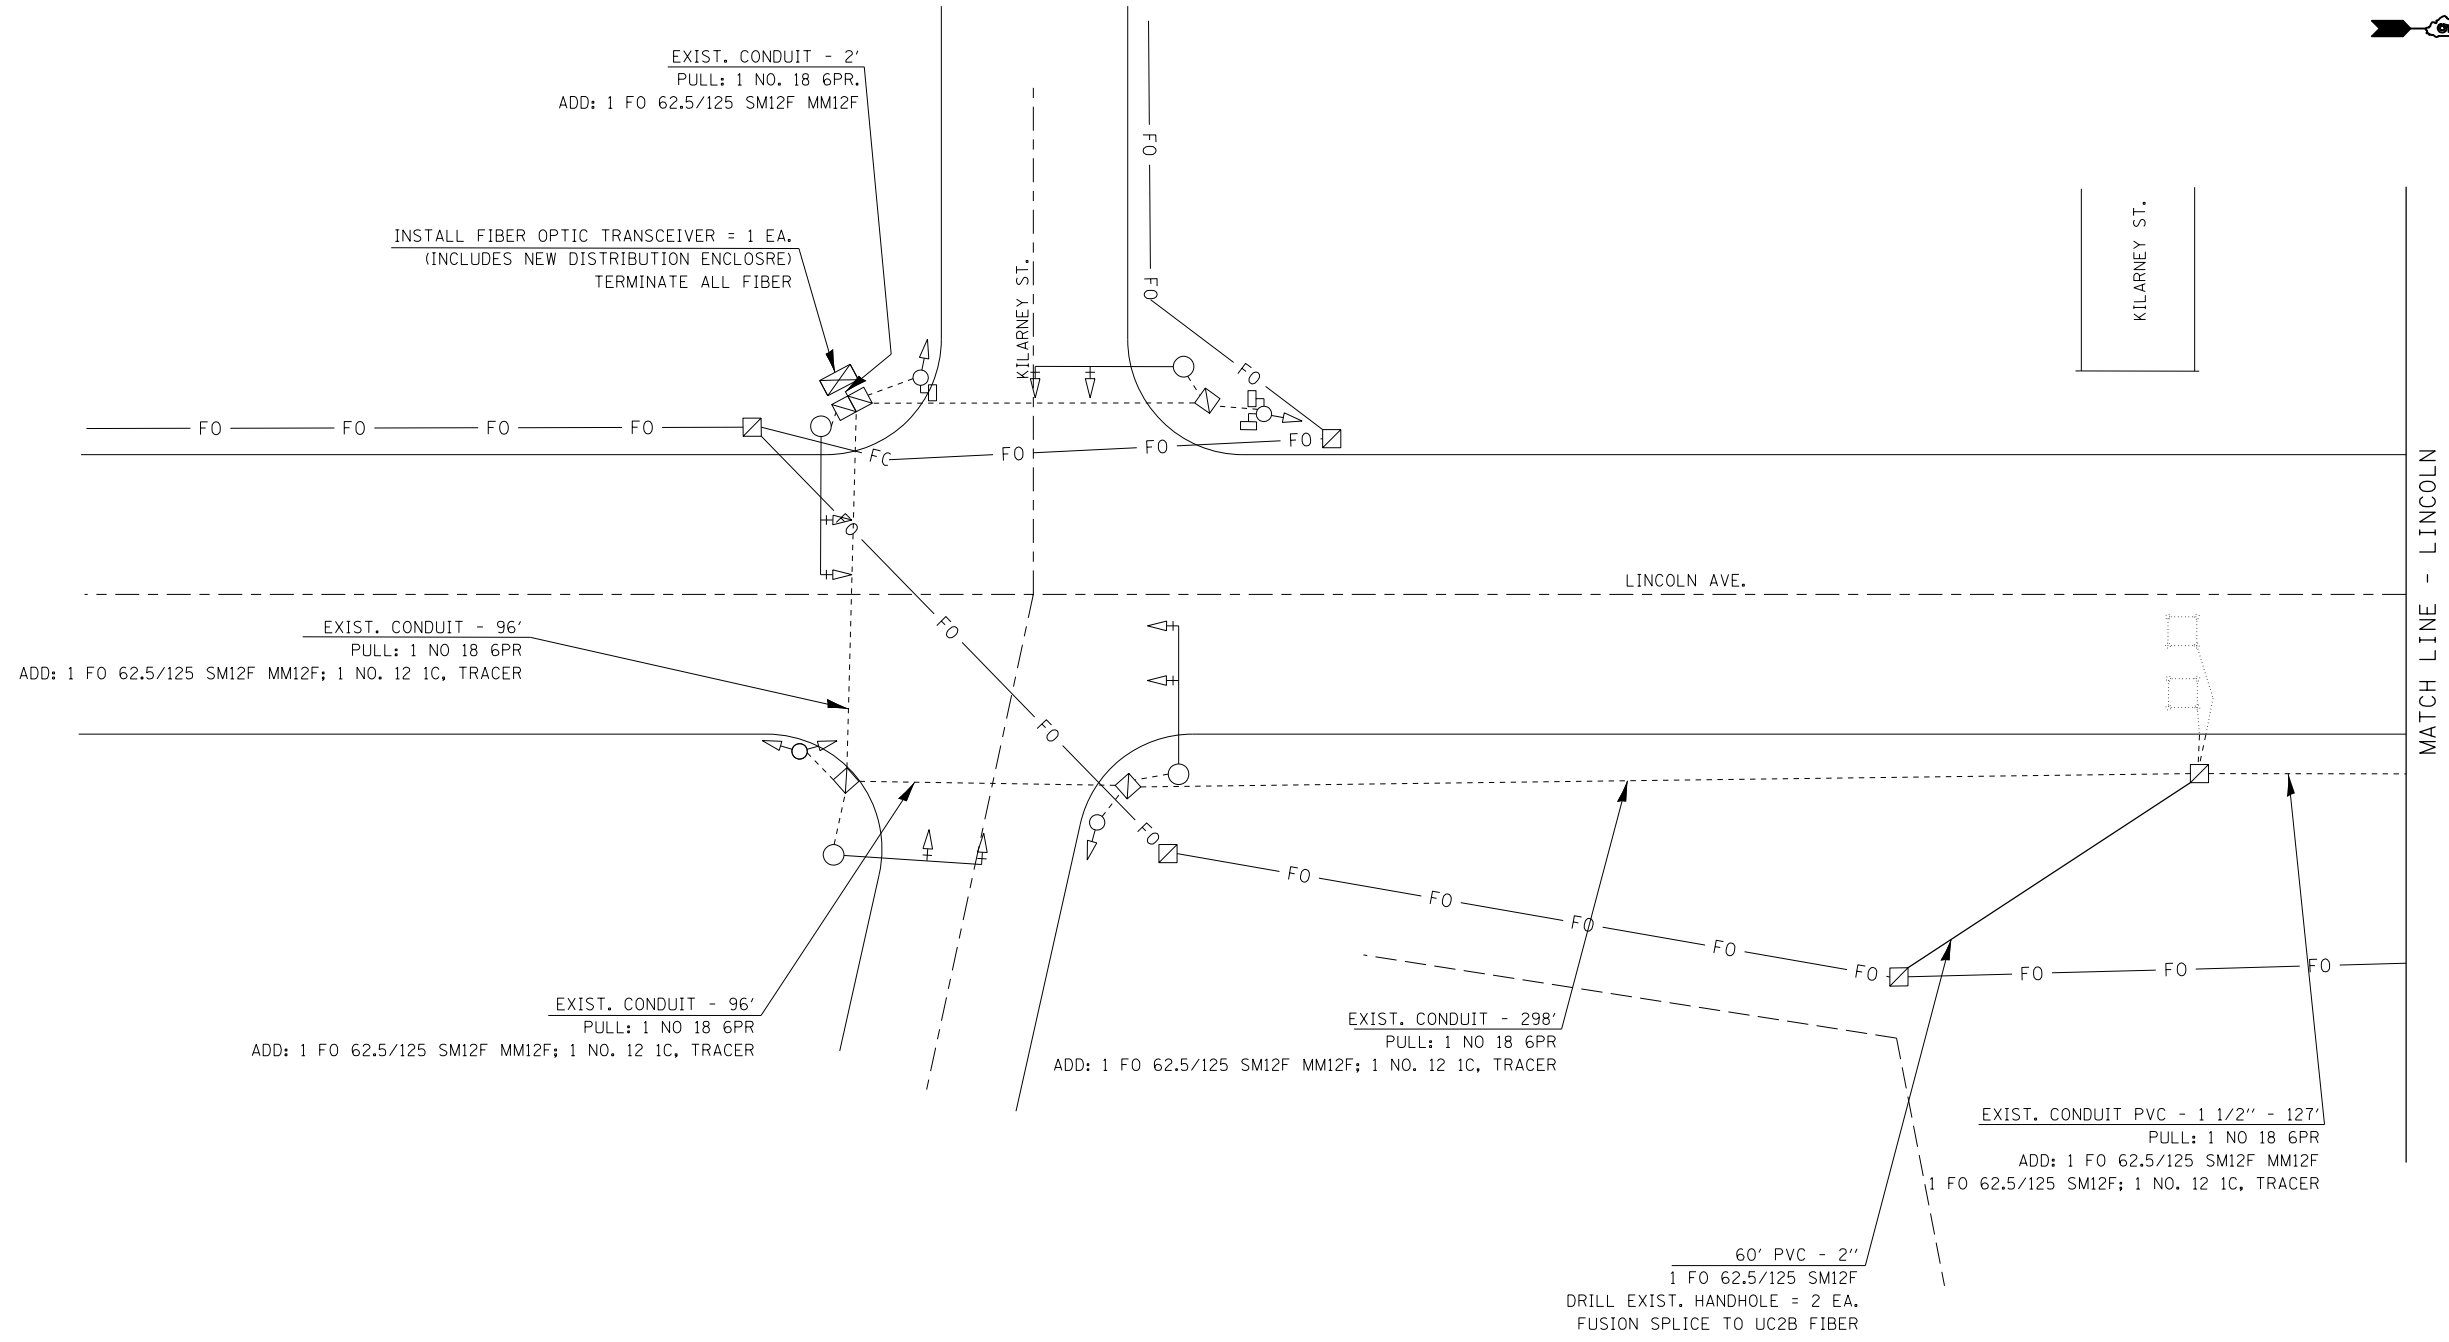 EXIST. CONDUIT - 2'
PULL: 1 NO. 18 6PR.
ADD: 1 FO 62.5/125 SM12F MM12F
INSTALL FIBER OPTIC TRANSCEIVER = 1 EA.
(INCLUDES NEW DISTRIBUTION ENCLOSRE)
TERMINATE ALL FIBER
KILARNEY ST.
KILARNEY ST.
FO
FO
FO
FO FO FO FO
FO FO FO FO
FO
FO
FO
FO
LINCOLN AVE.
MATCH LINE - LINCOLN
EXIST. CONDUIT - 96'
PULL: 1 NO 18 6PR
ADD: 1 FO 62.5/125 SM12F MM12F; 1 NO. 12 1C, TRACER
FO FO FO FO FO
FO FO FO
EXIST. CONDUIT - 96'
PULL: 1 NO 18 6PR
ADD: 1 FO 62.5/125 SM12F MM12F; 1 NO. 12 1C, TRACER
EXIST. CONDUIT - 298'
PULL: 1 NO 18 6PR
ADD: 1 FO 62.5/125 SM12F MM12F; 1 NO. 12 1C, TRACER
EXIST. CONDUIT PVC - 1 1/2'' - 127'
PULL: 1 NO 18 6PR
ADD: 1 FO 62.5/125 SM12F MM12F
1 FO 62.5/125 SM12F; 1 NO. 12 1C, TRACER
60' PVC - 2''
1 FO 62.5/125 SM12F
DRILL EXIST. HANDHOLE = 2 EA.
FUSION SPLICE TO UC2B FIBER